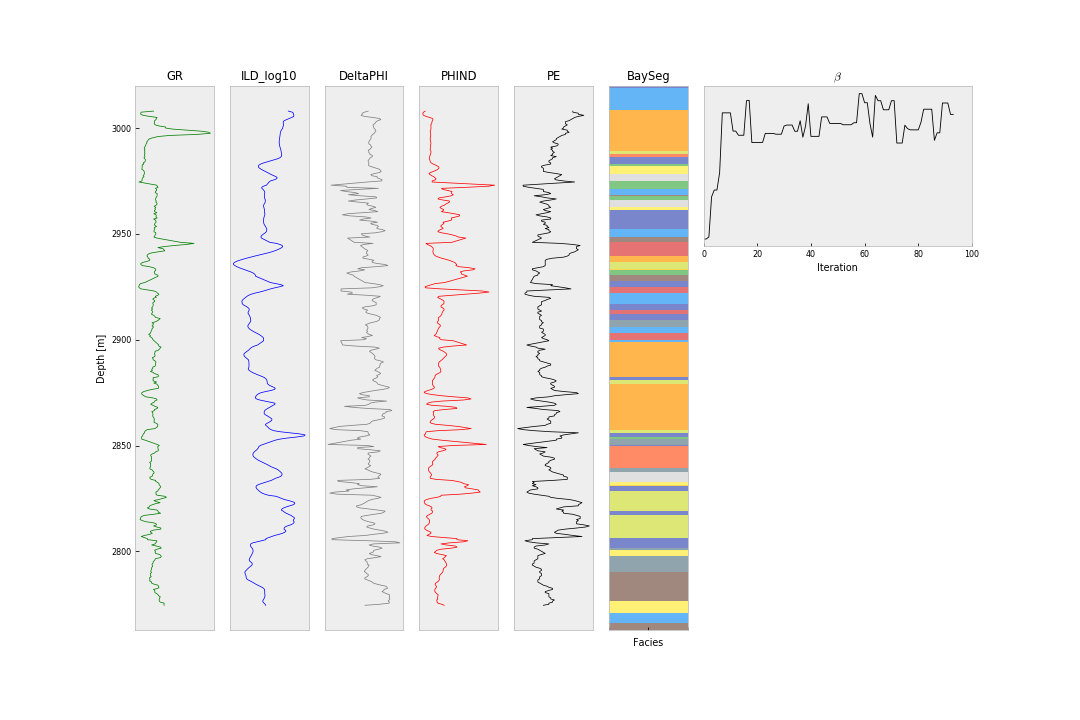 GR ILD_log10 DeltaPHI PHIND PE BaySeg β
3000
2950
2900
2850
2800
Depth [m]
0 20 40 60 80 100
Iteration
Facies